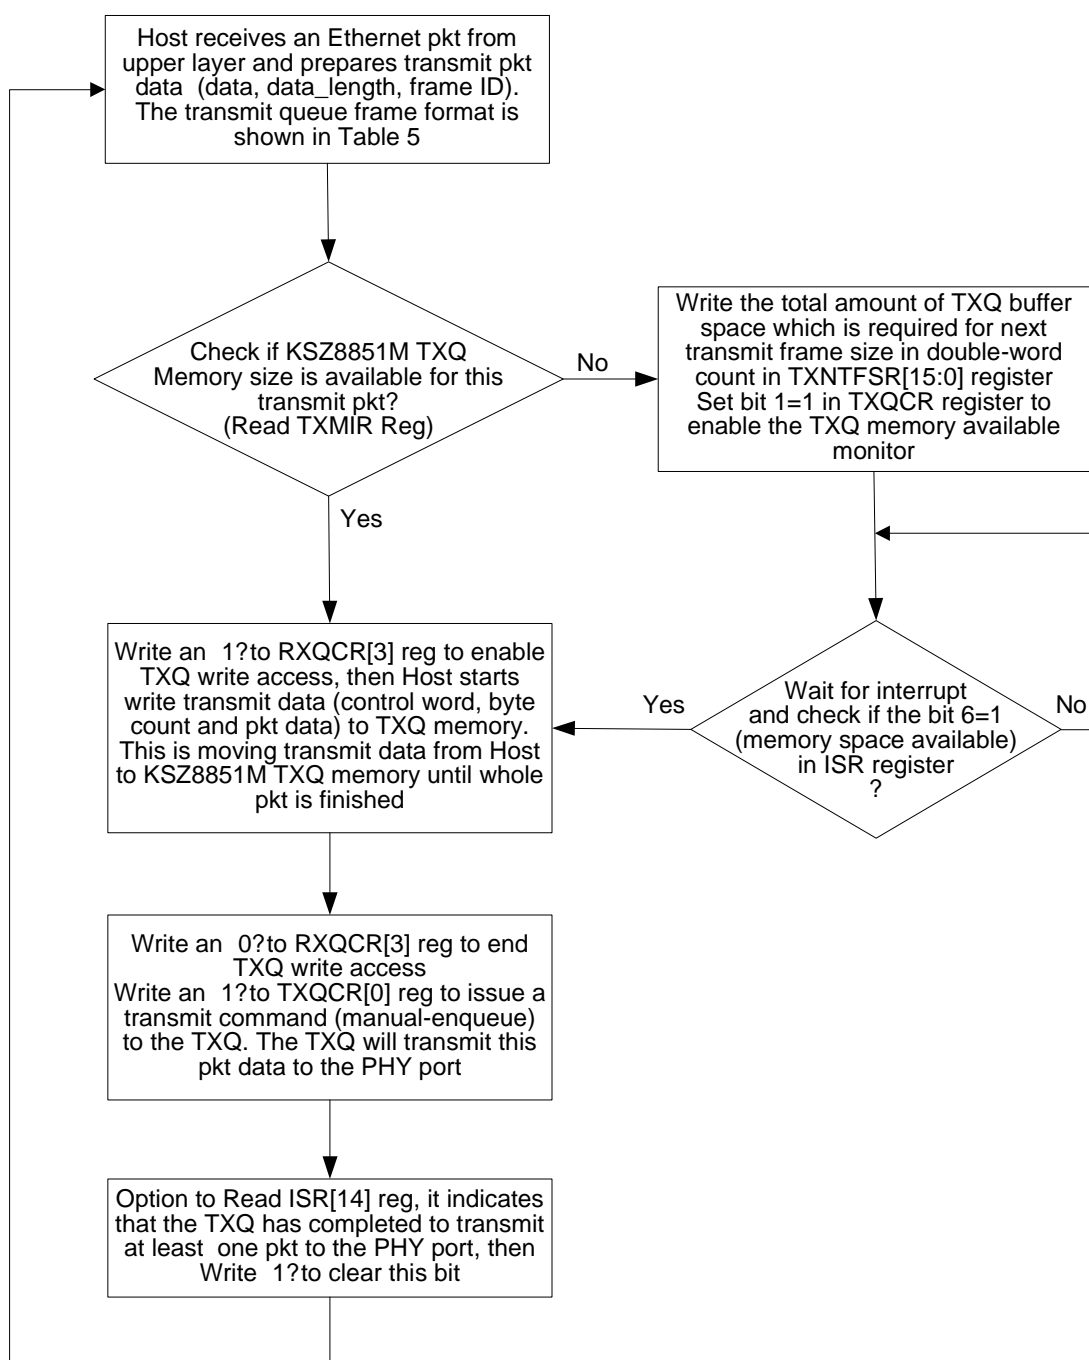 Host receives an Ethernet pkt from
upper layer and prepares transmit pkt
data (data, data_length, frame ID).
The transmit queue frame format is
shown in Table 5
Check if KSZ8851M TXQ
Memory size is available for this
transmit pkt?
(Read TXMIR Reg)
No
Write the total amount of TXQ buffer
space which is required for next
transmit frame size in double-word
count in TXNTFSR[15:0] register
Set bit 1=1 in TXQCR register to
enable the TXQ memory available
monitor
Yes
Write an 1?to RXQCR[3] reg to enable
TXQ write access, then Host starts
write transmit data (control word, byte
count and pkt data) to TXQ memory.
This is moving transmit data from Host
to KSZ8851M TXQ memory until whole
pkt is finished
Yes
Wait for interrupt
and check if the bit 6=1
(memory space available)
in ISR register
?
No
Write an 0?to RXQCR[3] reg to end
TXQ write access
Write an 1?to TXQCR[0] reg to issue a
transmit command (manual-enqueue)
to the TXQ. The TXQ will transmit this
pkt data to the PHY port
Option to Read ISR[14] reg, it indicates
that the TXQ has completed to transmit
at least one pkt to the PHY port, then
Write 1?to clear this bit